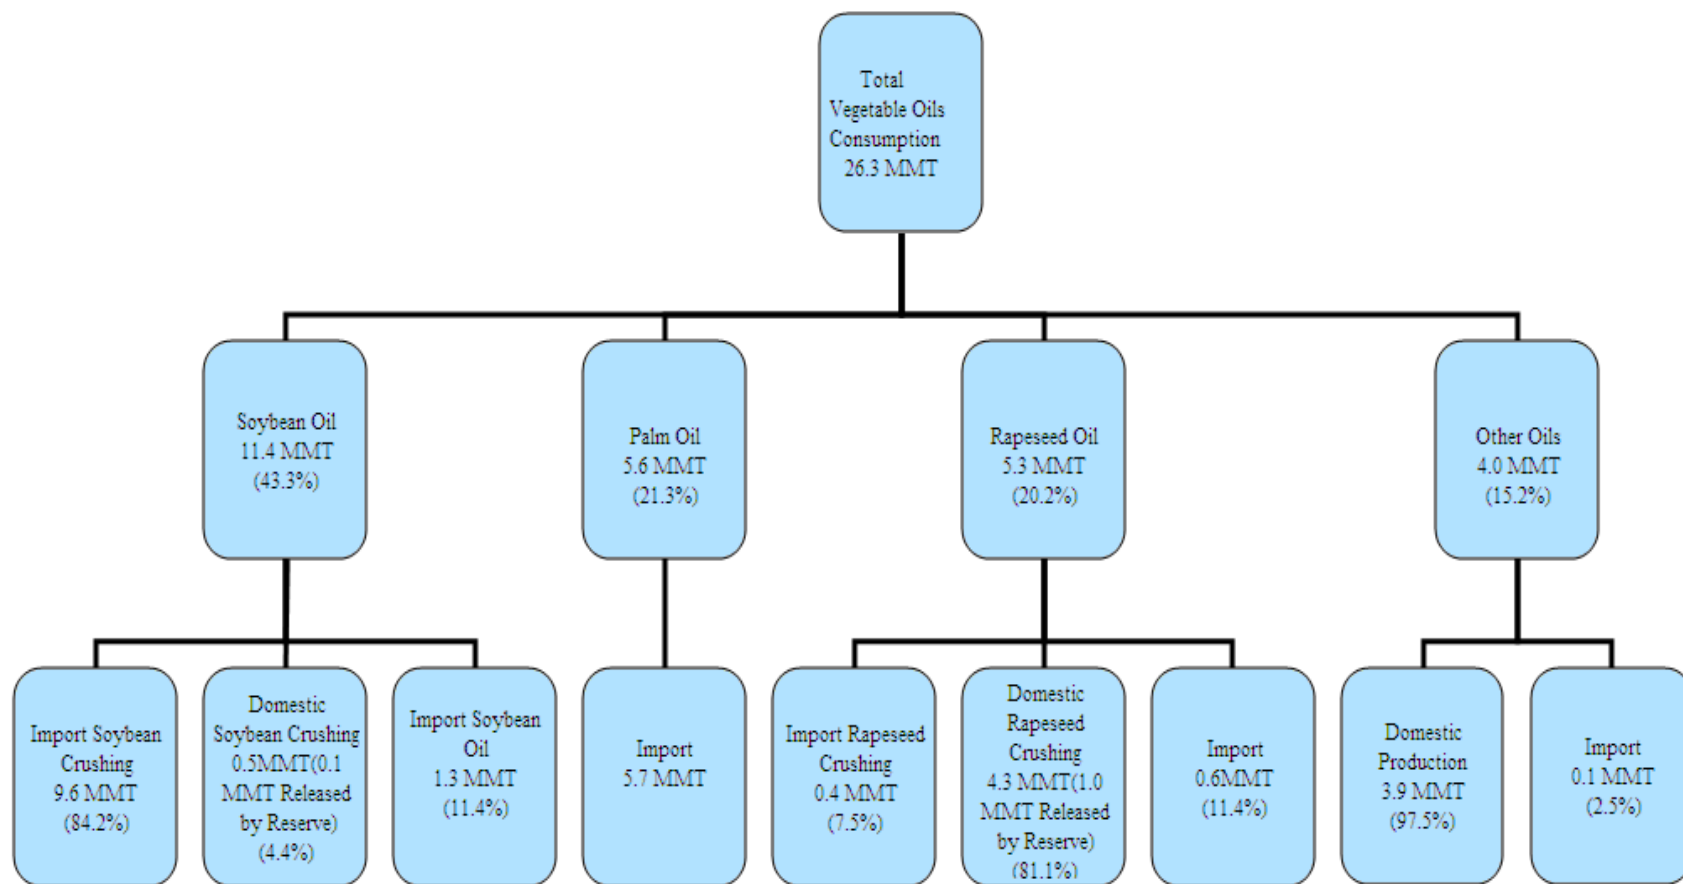 Total
Vegetable Oils
Consumption
26.3 MMT
Soybean Oil
11.4 MMT
(43.3%)
Palm Oil
5.6 MMT
(21.3%)
Rapeseed Oil
5.3 MMT
(20.2%)
Other Oils
4.0 MMT
(15.2%)
Import Soybean
Crushing
9.6 MMT
(84.2%)
Domestic
Soybean Crushing
0.5MMT(0.1
MMT Released
by Reserve)
(4.4%)
Import Soybean
Oil
1.3 MMT
(11.4%)
Import
5.7 MMT
Import Rapeseed
Crushing
0.4 MMT
(7.5%)
Domestic
Rapeseed
Crushing
4.3 MMT(1.0
MMT Released
by Reserve)
(81.1%)
Import
0.6MMT
(11.4%)
Domestic
Production
3.9 MMT
(97.5%)
Import
0.1 MMT
(2.5%)